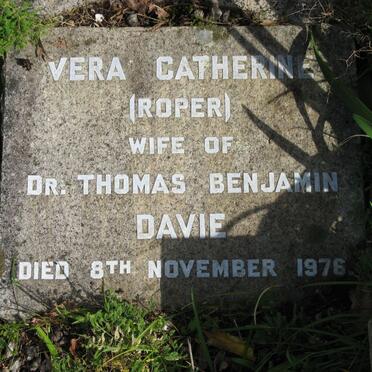 VERA CATHERINE
(ROPER)
WIFE OF
DR. THOMAS BENJAMIN
DAVIE
DIED 8TH NOVEMBER 1976.